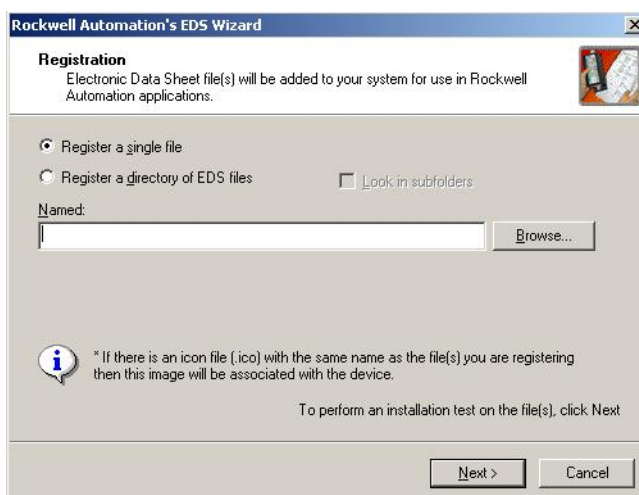 Rockwell Automation's EDS Wizard
Registration
Electronic Data Sheet file(s) will be added to your system for use in Rockwell
Automation applications.
Register a single file
Register a directory of EDS files
Look in subfolders
Named:
Browse...
* If there is an icon file (.ico) with the same name as the file(s) you are registering
then this image will be associated with the device.
To perform an installation test on the file(s), click Next
Next >
Cancel